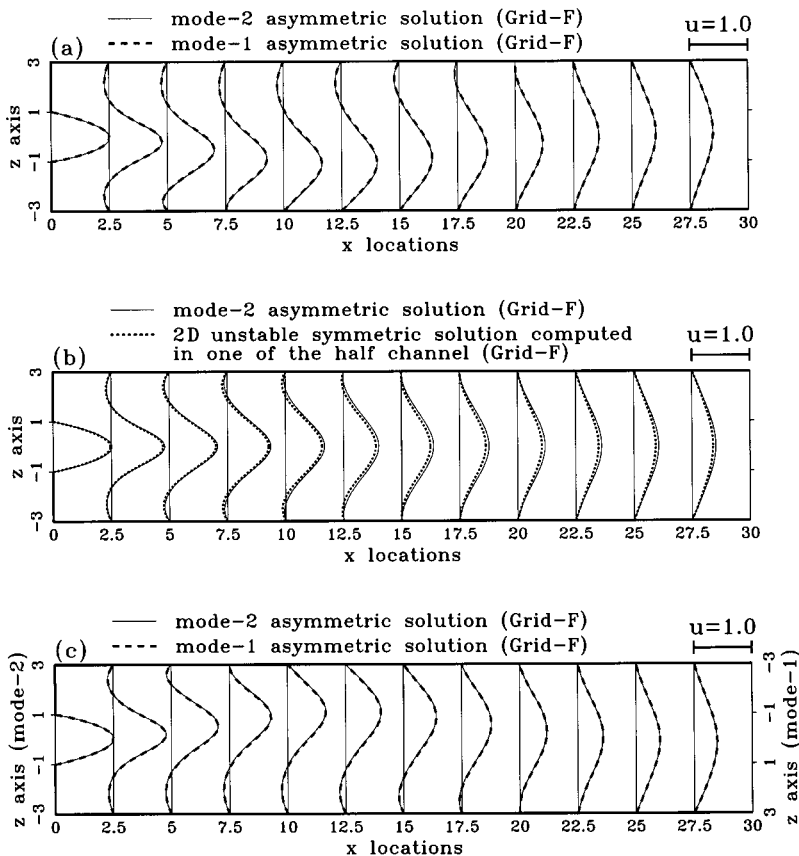 mode-2 asymmetric solution (Grid-F)
mode-1 asymmetric solution (Grid-F)
u=1.0
(a)
z axis
3
1
-1
-3
0 2.5 5 7.5 10 12.5 15 17.5 20 22.5 25 27.5 30
x locations
mode-2 asymmetric solution (Grid-F)
2D unstable symmetric solution computed
in one of the half channel (Grid-F)
u=1.0
(b)
z axis
3
1
-1
-3
0 2.5 5 7.5 10 12.5 15 17.5 20 22.5 25 27.5 30
x locations
mode-2 asymmetric solution (Grid-F)
mode-1 asymmetric solution (Grid-F)
u=1.0
(c)
z axis (mode-2)
3
1
-1
-3
z axis (mode-1)
-3
-1
1
3
0 2.5 5 7.5 10 12.5 15 17.5 20 22.5 25 27.5 30
x locations